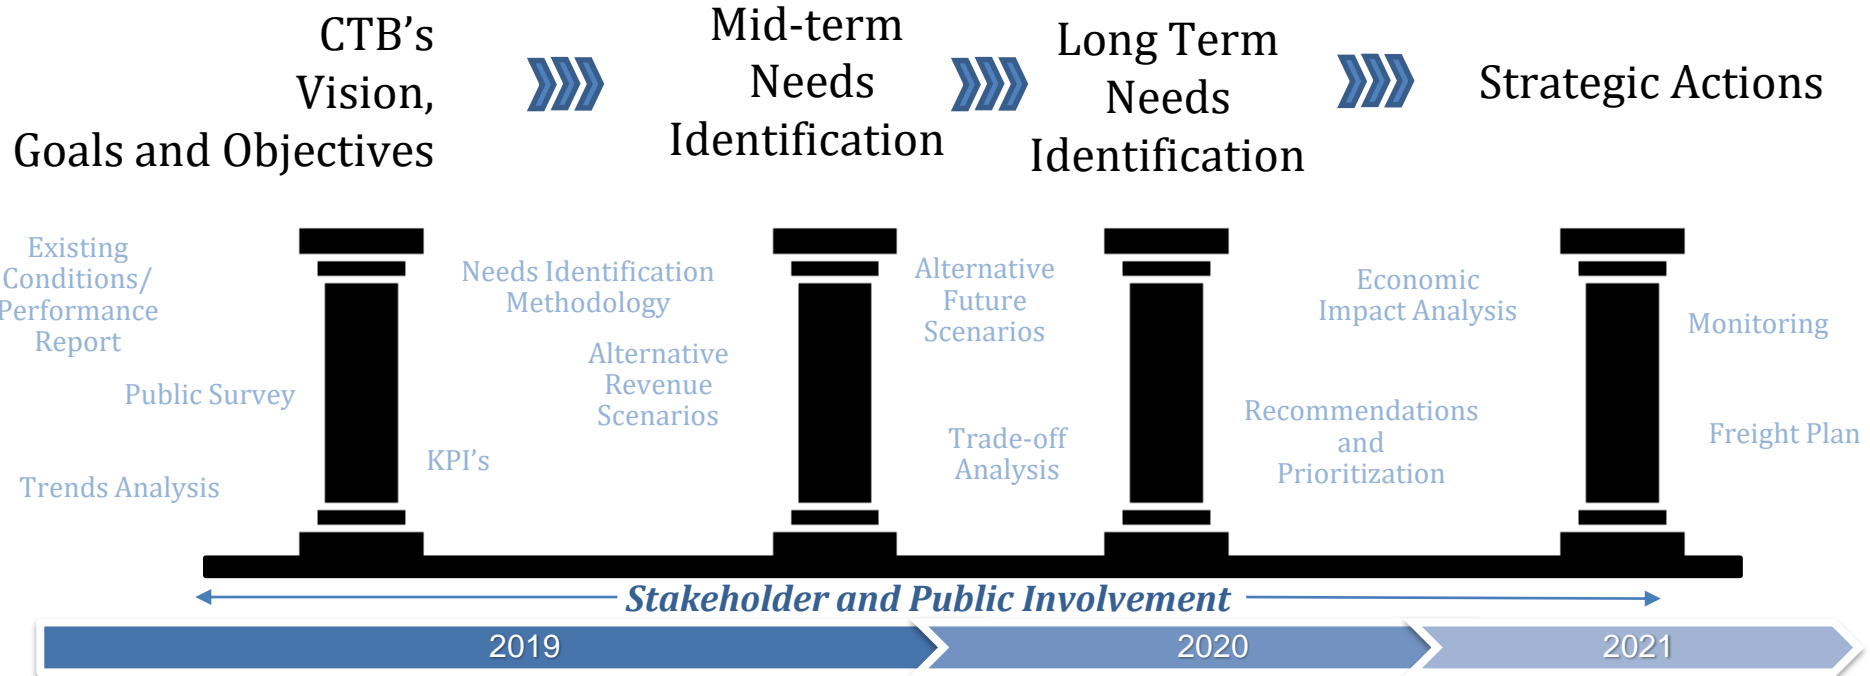 CTB’s
Vision,
Goals and Objectives
Mid-term
Needs
Identification
Long Term
Needs
Identification
Strategic Actions
Existing
Conditions/
Performance
Report
Public Survey
Trends Analysis
Needs Identification
Methodology
Alternative
Revenue
Scenarios
KPI’s
Alternative
Future
Scenarios
Trade-off
Analysis
Economic
Impact Analysis
Recommendations
and
Prioritization
Monitoring
Freight Plan
Stakeholder and Public Involvement
2019
2020
2021